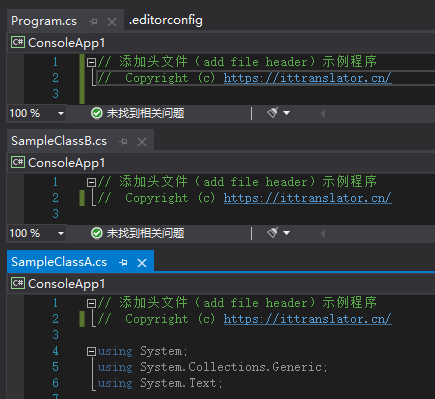 Program.cs
.editorconfig
C# ConsoleApp1
1 // 添加头文件（add file header）示例程序
2 //  Copyright (c) https://ittranslator.cn/
3
100 % 未找到相关问题
SampleClassB.cs
C# ConsoleApp1
1 // 添加头文件（add file header）示例程序
2 //  Copyright (c) https://ittranslator.cn/
3
100 % 未找到相关问题
SampleClassA.cs
C# ConsoleApp1
1 // 添加头文件（add file header）示例程序
2 //  Copyright (c) https://ittranslator.cn/
3
4 using System;
5 using System.Collections.Generic;
6 using System.Text;